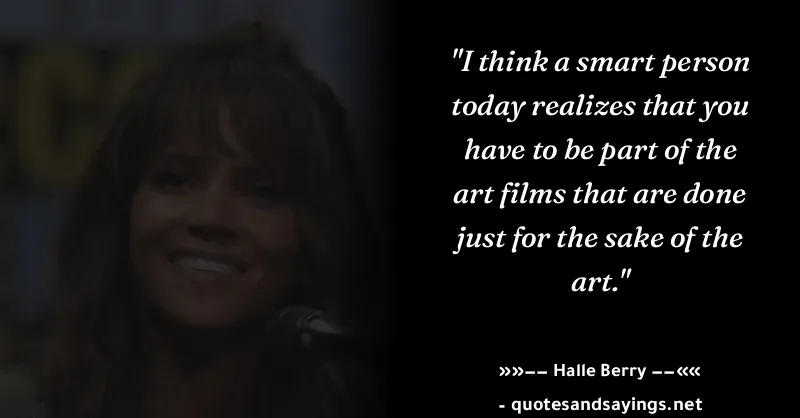 "I think a smart person
today realizes that you
have to be part of the
art films that are done
just for the sake of the
art."
»»–– Halle Berry ––««
- quotesandsayings.net